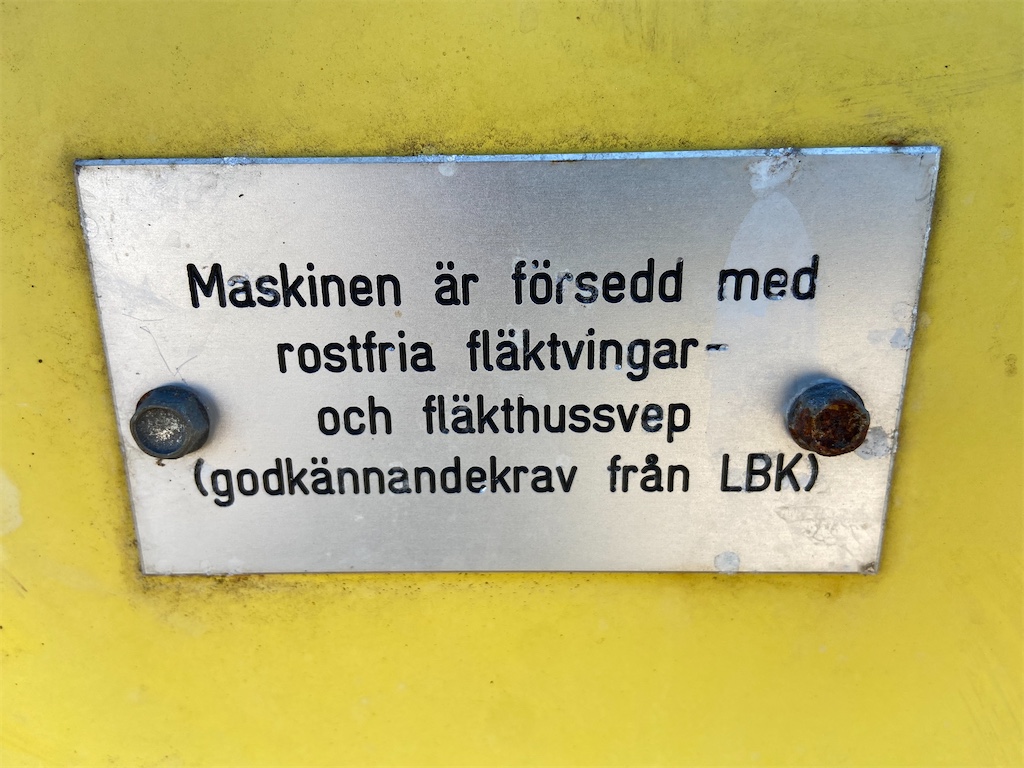 Maskinen är försedd med
rostfria fläktvingar-
och fläkthussvep
(godkännandekrav från LBK)